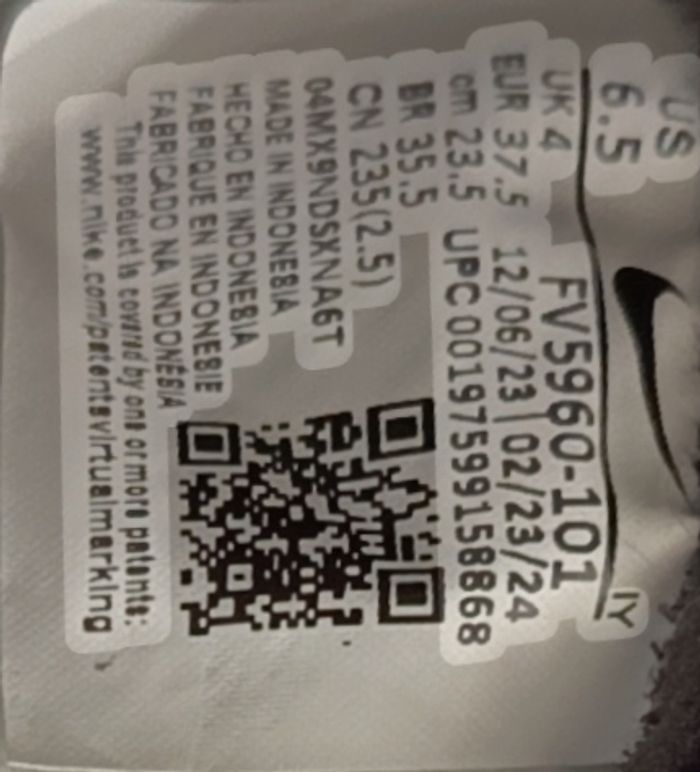 US
6.5
IY
UK 4 FV5960-101
EUR 37.5 12/06/23|02/23/24
cm 23.5 UPC 00197599158868
BR 35.5
CN 235(2.5)
04MX9NDSXNA6T
MADE IN INDONESIA
HECHO EN INDONESIA
FABRIQUE EN INDONESIE
FABRICADO NA INDONÉSIA
This product is covered by one or more patents:
www.nike.com/patentsvirtualmarking